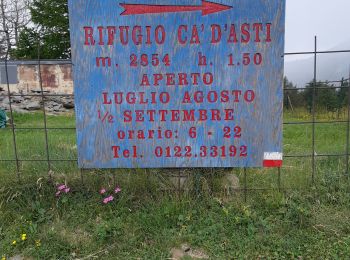 RIFUGIO CA' D'ASTI
m. 2854 h. 1.50
APERTO
LUGLIO AGOSTO
½ SETTEMBRE
orario: 6 - 22
Tel. 0122.33192